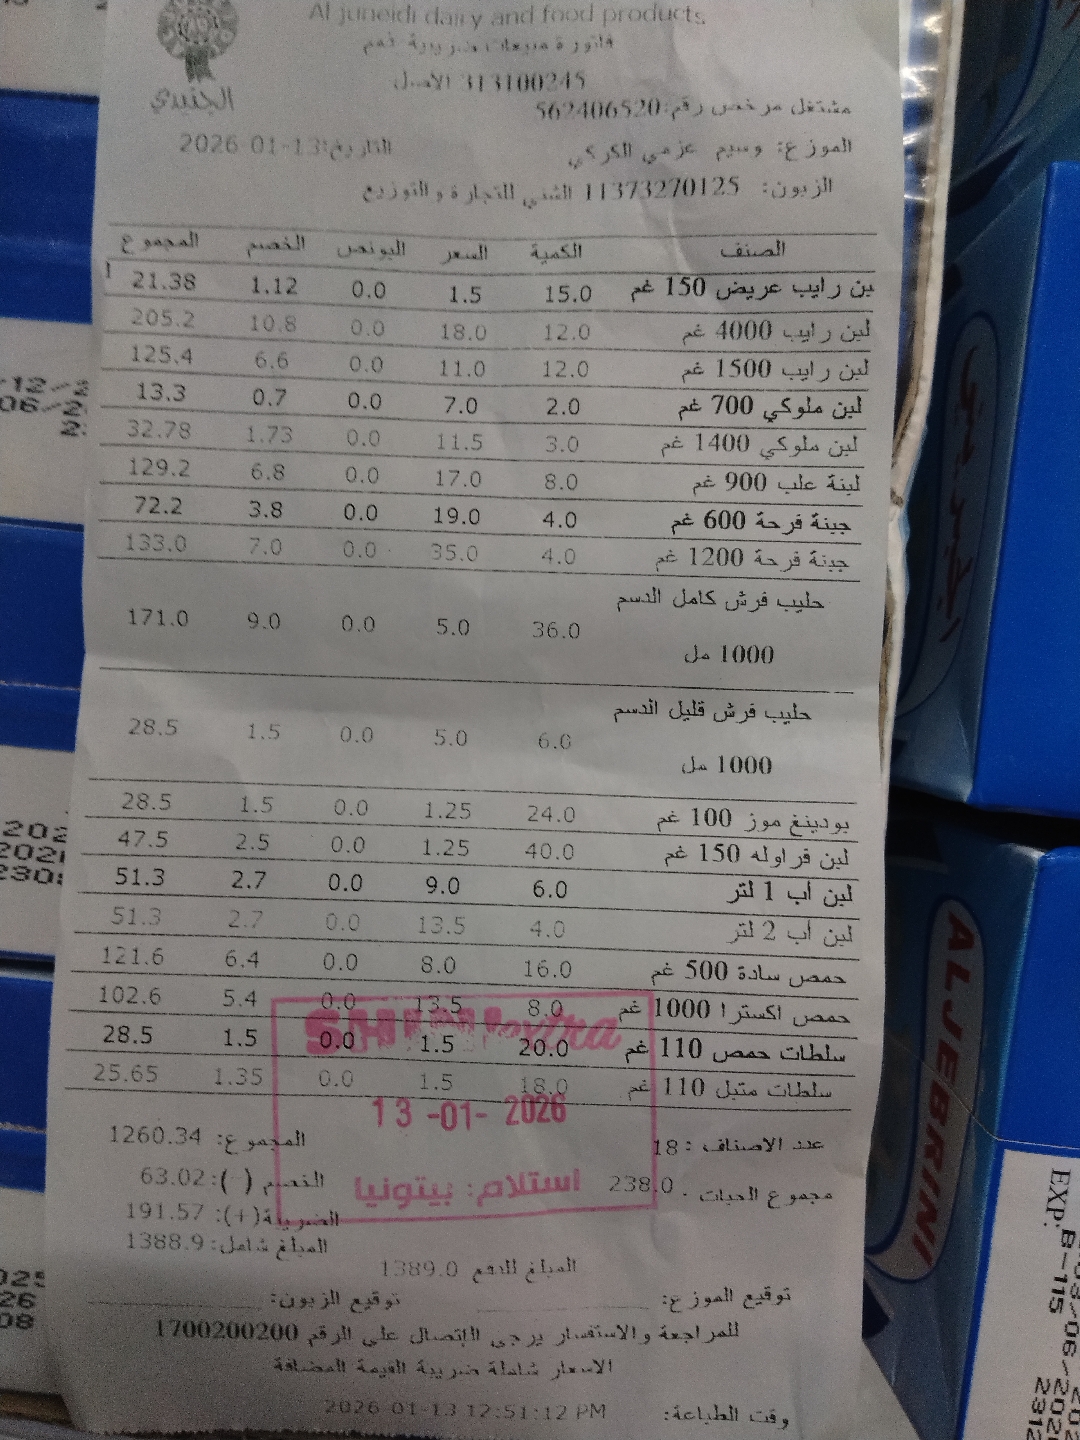 Al juneidi dairy and food products
الجنيدي
فاتورة مبيعات ضريبية رقم
313100245 الأصل
مشتغل مرخص رقم:562406520
الموزع: وسيم عزمي الكركي التاريخ:2026-01-13
الزبون: 11373270125 الشني للتجارة والتوزيع
الصنف الكمية السعر البونص الخصم المجموع
بن رايب عريض 150 غم 15.0 1.5 0.0 1.12 21.38
لبن رايب 4000 غم 12.0 18.0 0.0 10.8 205.2
لبن رايب 1500 غم 12.0 11.0 0.0 6.6 125.4
لبن ملوكي 700 غم 2.0 7.0 0.0 0.7 13.3
لبن ملوكي 1400 غم 3.0 11.5 0.0 1.73 32.78
لبنة علب 900 غم 8.0 17.0 0.0 6.8 129.2
جبنة فرحة 600 غم 4.0 19.0 0.0 3.8 72.2
جبنة فرحة 1200 غم 4.0 35.0 0.0 7.0 133.0
حليب فرش كامل الدسم
1000 مل 36.0 5.0 0.0 9.0 171.0
حليب فرش قليل الدسم
1000 مل 6.0 5.0 0.0 1.5 28.5
بودينغ موز 100 غم 24.0 1.25 0.0 1.5 28.5
لبن فراوله 150 غم 40.0 1.25 0.0 2.5 47.5
لبن أب 1 لتر 6.0 9.0 0.0 2.7 51.3
لبن أب 2 لتر 4.0 13.5 0.0 2.7 51.3
حمص سادة 500 غم 16.0 8.0 0.0 6.4 121.6
حمص اكسترا 1000 غم 8.0 13.5 0.0 5.4 102.6
سلطات حمص 110 غم 20.0 1.5 0.0 1.5 28.5
سلطات متبل 110 غم 18.0 1.5 0.0 1.35 25.65
extra
13 -01- 2026
استلام: بيتونيا
عدد الاصناف : 18 المجموع: 1260.34
مجموع الحبات . 238.0 الخصم (-):63.02
الضريبة(+): 191.57
المبلغ شامل: 1388.9
المبلغ للدفع 1389.0
توقيع الموزع: توقيع الزبون:
للمراجعة والاستفسار يرجى الإتصال على الرقم 1700200200
الاسعار شاملة ضريبة القيمة المضافة
وقت الطباعة: 2026-01-13 12:51:12 PM
ALJEBRINI
EXP.
B-115